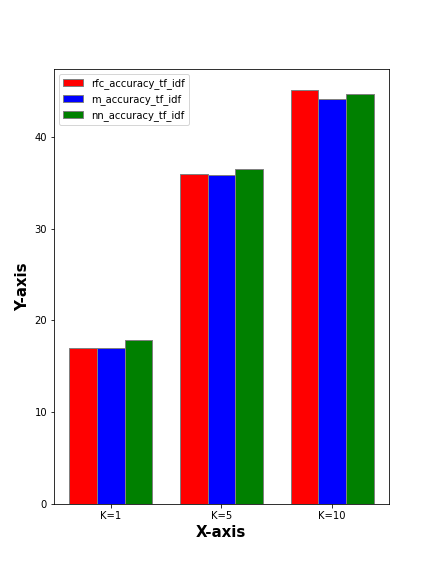 rfc_accuracy_tf_idf
m_accuracy_tf_idf
nn_accuracy_tf_idf
40
30
20
10
0
Y-axis
K=1 K=5 K=10
X-axis